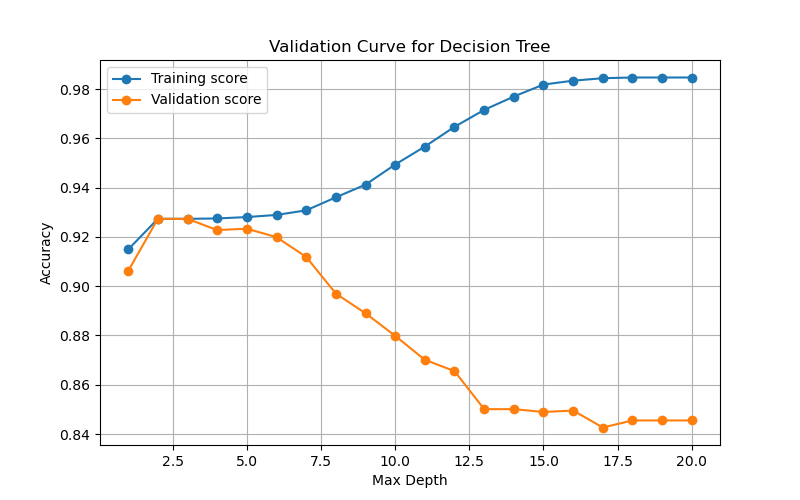 Validation Curve for Decision Tree
Training score
Validation score
0.98
0.96
0.94
0.92
0.90
0.88
0.86
0.84
Accuracy
2.5 5.0 7.5 10.0 12.5 15.0 17.5 20.0
Max Depth